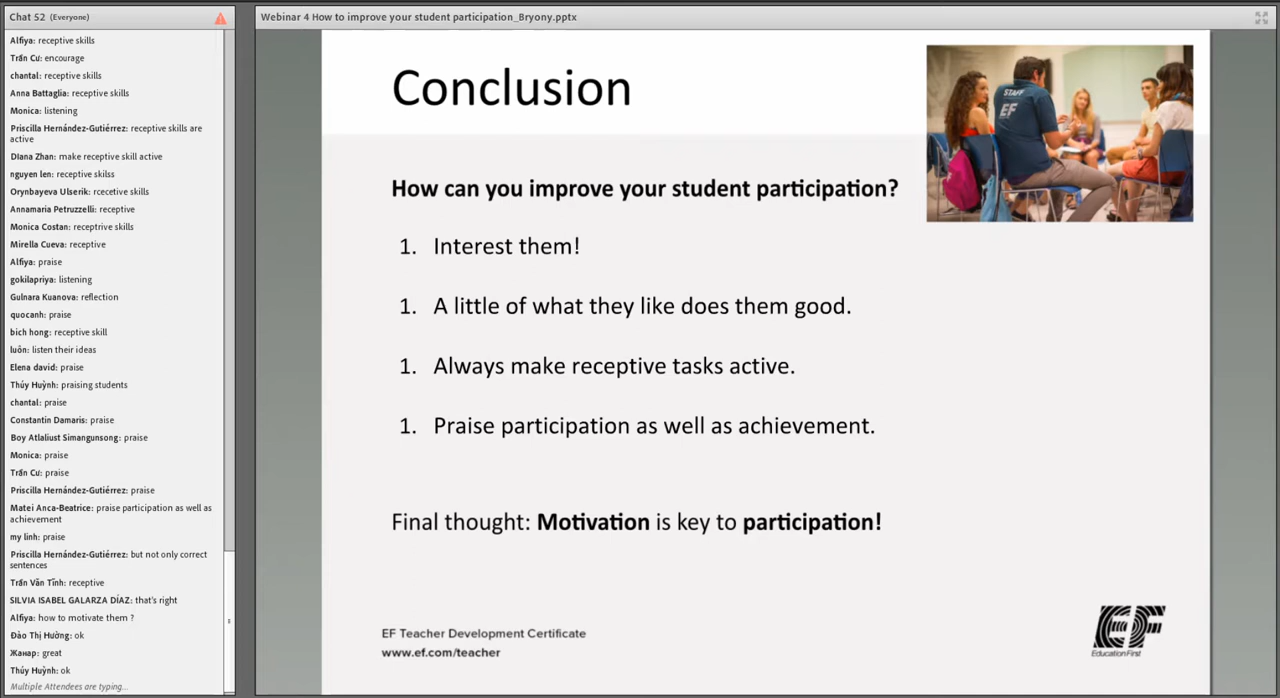 Chat 52 (Everyone)
Alfiya: receptive skills
Trần Cu: encourage
chantal: receptive skills
Anna Battaglia: receptive skills
Monica: listening
Priscilla Hernández-Gutiérrez: receptive skills are
active
Diana Zhan: make receptive skill active
nguyen len: receptive skilss
Orynbayeva Ulserik: rcecetive skills
Annamaria Petruzzelli: receptive
Monica Costan: receptrive skills
Mirella Cueva: receptive
Alfiya: praise
gokilapriya: listening
Gulnara Kuanova: reflection
quocanh: praise
bich hong: receptive skill
luôn: listen their ideas
Elena david: praise
Thúy Huỳnh: praising students
chantal: praise
Constantin Damaris: praise
Boy Atlaliust Simangunsong: praise
Monica: praise
Trần Cu: praise
Priscilla Hernández-Gutiérrez: praise
Matei Anca-Beatrice: praise participation as well as
achievement
my linh: praise
Priscilla Hernández-Gutiérrez: but not only correct
sentences
Trần Văn Tĩnh: receptive
SILVIA ISABEL GALARZA DÍAZ: that's right
Alfiya: how to motivate them ?
Đào Thị Hường: ok
Жанар: great
Thúy Huỳnh: ok
Multiple Attendees are typing...
Webinar 4 How to improve your student participation_Bryony.pptx
Conclusion
STAFF
EF
How can you improve your student participation?
1. Interest them!
1. A little of what they like does them good.
1. Always make receptive tasks active.
1. Praise participation as well as achievement.
Final thought: Motivation is key to participation!
EF Teacher Development Certificate
www.ef.com/teacher
EF
Education First